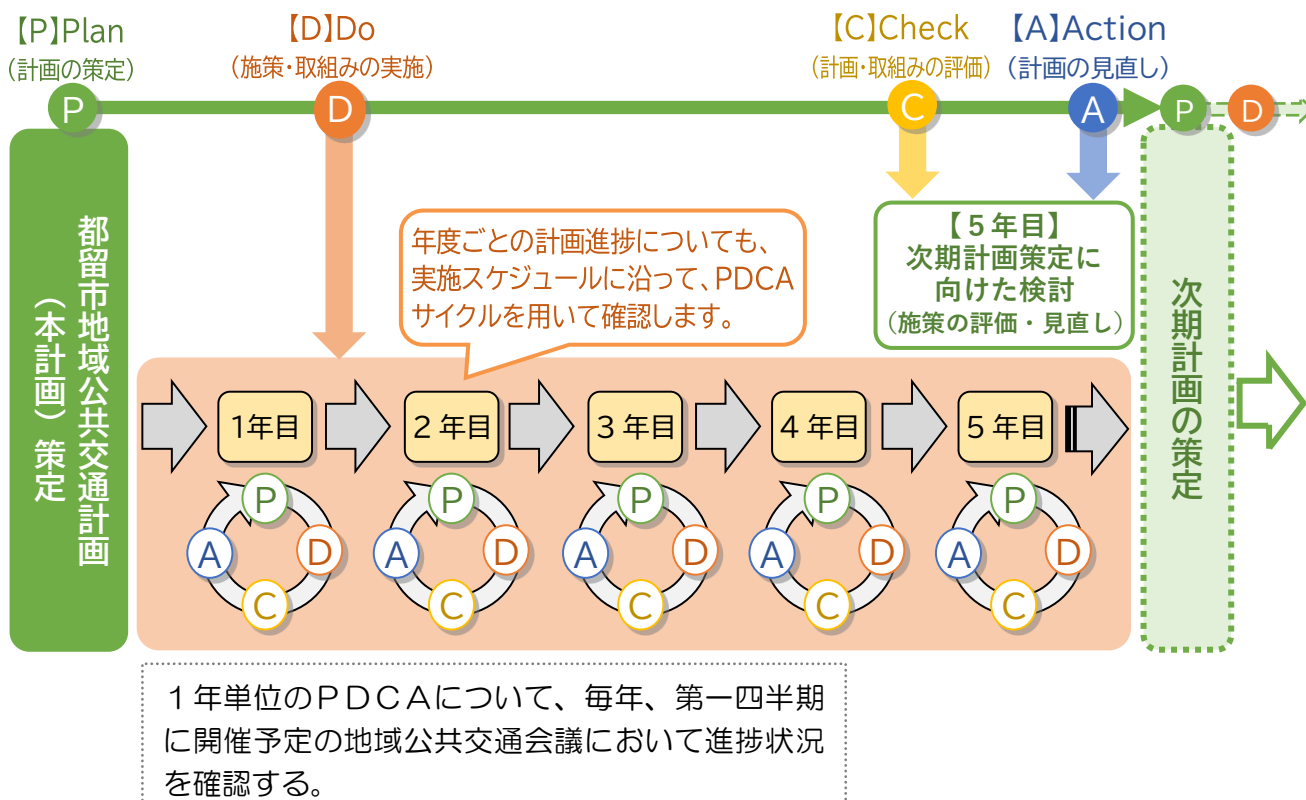 【P】Plan
（計画の策定）
【D】Do
（施策・取組みの実施）
【C】Check
（計画・取組みの評価）
【A】Action
（計画の見直し）
P
D
C
A
P
D
都留市地域公共交通計画
（本計画）策定
年度ごとの計画進捗についても、
実施スケジュールに沿って、PDCA
サイクルを用いて確認します。
【５年目】
次期計画策定に
向けた検討
（施策の評価・見直し）
次期計画の策定
1年目
２年目
３年目
４年目
５年目
P
D
C
A
P
D
C
A
P
D
C
A
P
D
C
A
P
D
C
A
１年単位のＰＤＣＡについて、毎年、第一四半期
に開催予定の地域公共交通会議において進捗状況
を確認する。